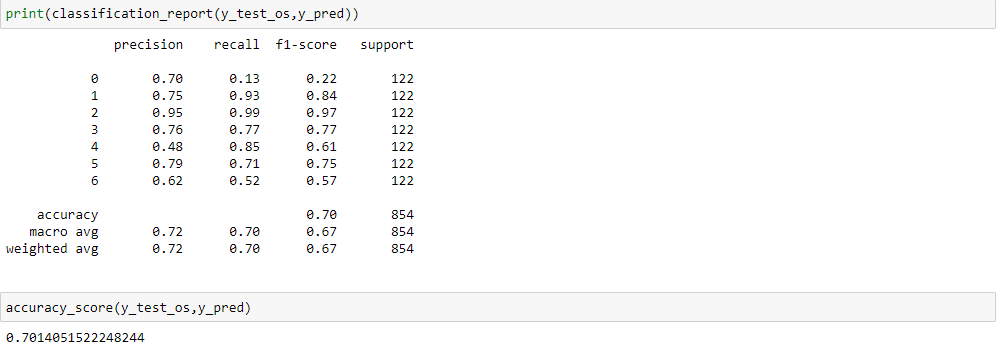 print(classification_report(y_test_os,y_pred))
precision recall f1-score support
0 0.70 0.13 0.22 122
1 0.75 0.93 0.84 122
2 0.95 0.99 0.97 122
3 0.76 0.77 0.77 122
4 0.48 0.85 0.61 122
5 0.79 0.71 0.75 122
6 0.62 0.52 0.57 122
accuracy 0.70 854
macro avg 0.72 0.70 0.67 854
weighted avg 0.72 0.70 0.67 854
accuracy_score(y_test_os,y_pred)
0.7014051522248244